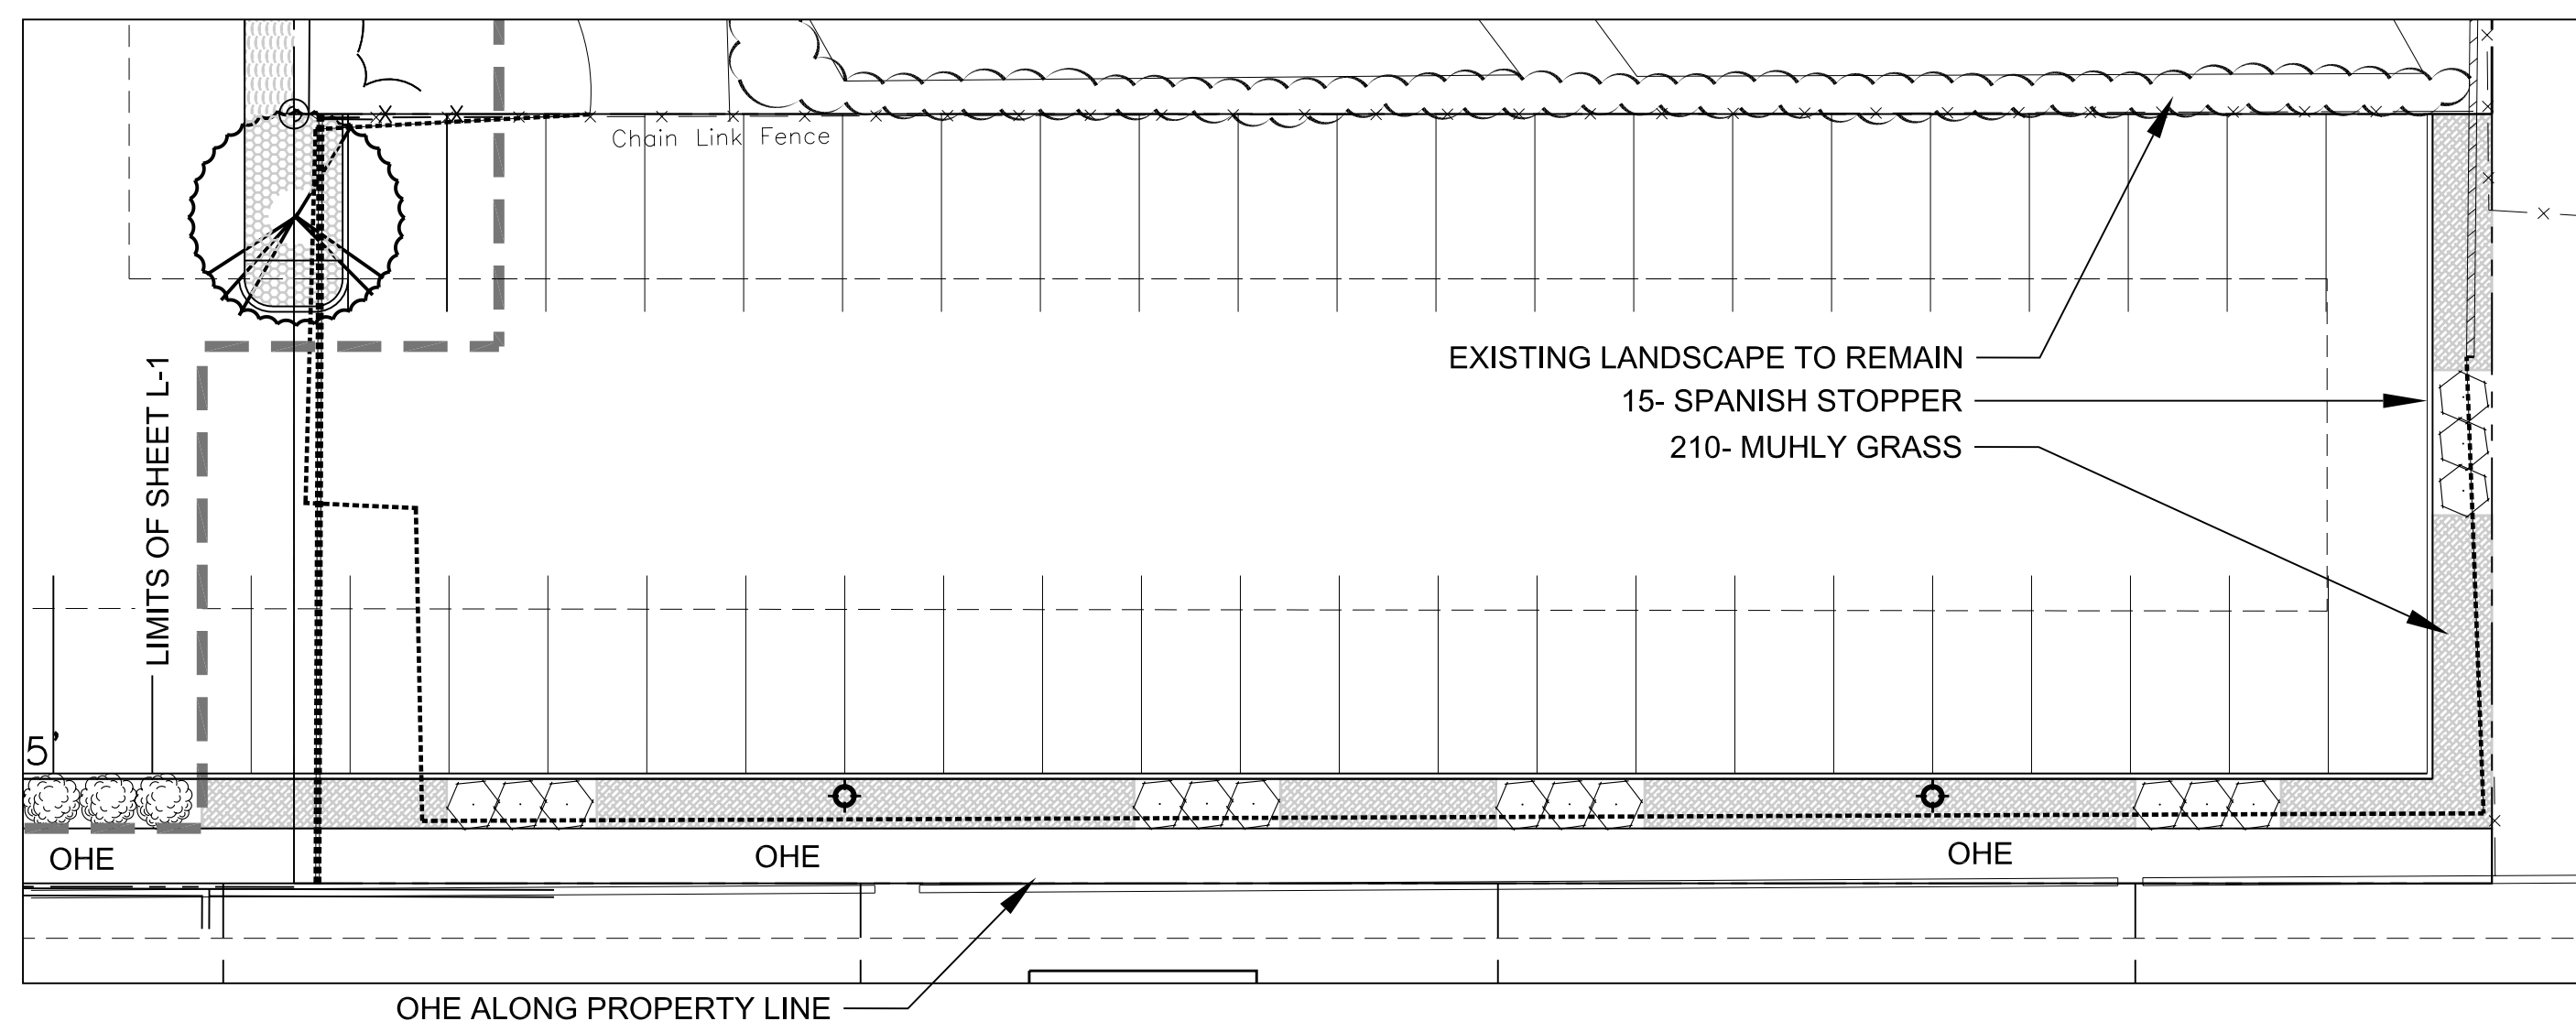 Chain Link Fence
EXISTING LANDSCAPE TO REMAIN
15- SPANISH STOPPER
210- MUHLY GRASS
LIMITS OF SHEET L-1
5'
OHE
OHE
OHE
OHE ALONG PROPERTY LINE